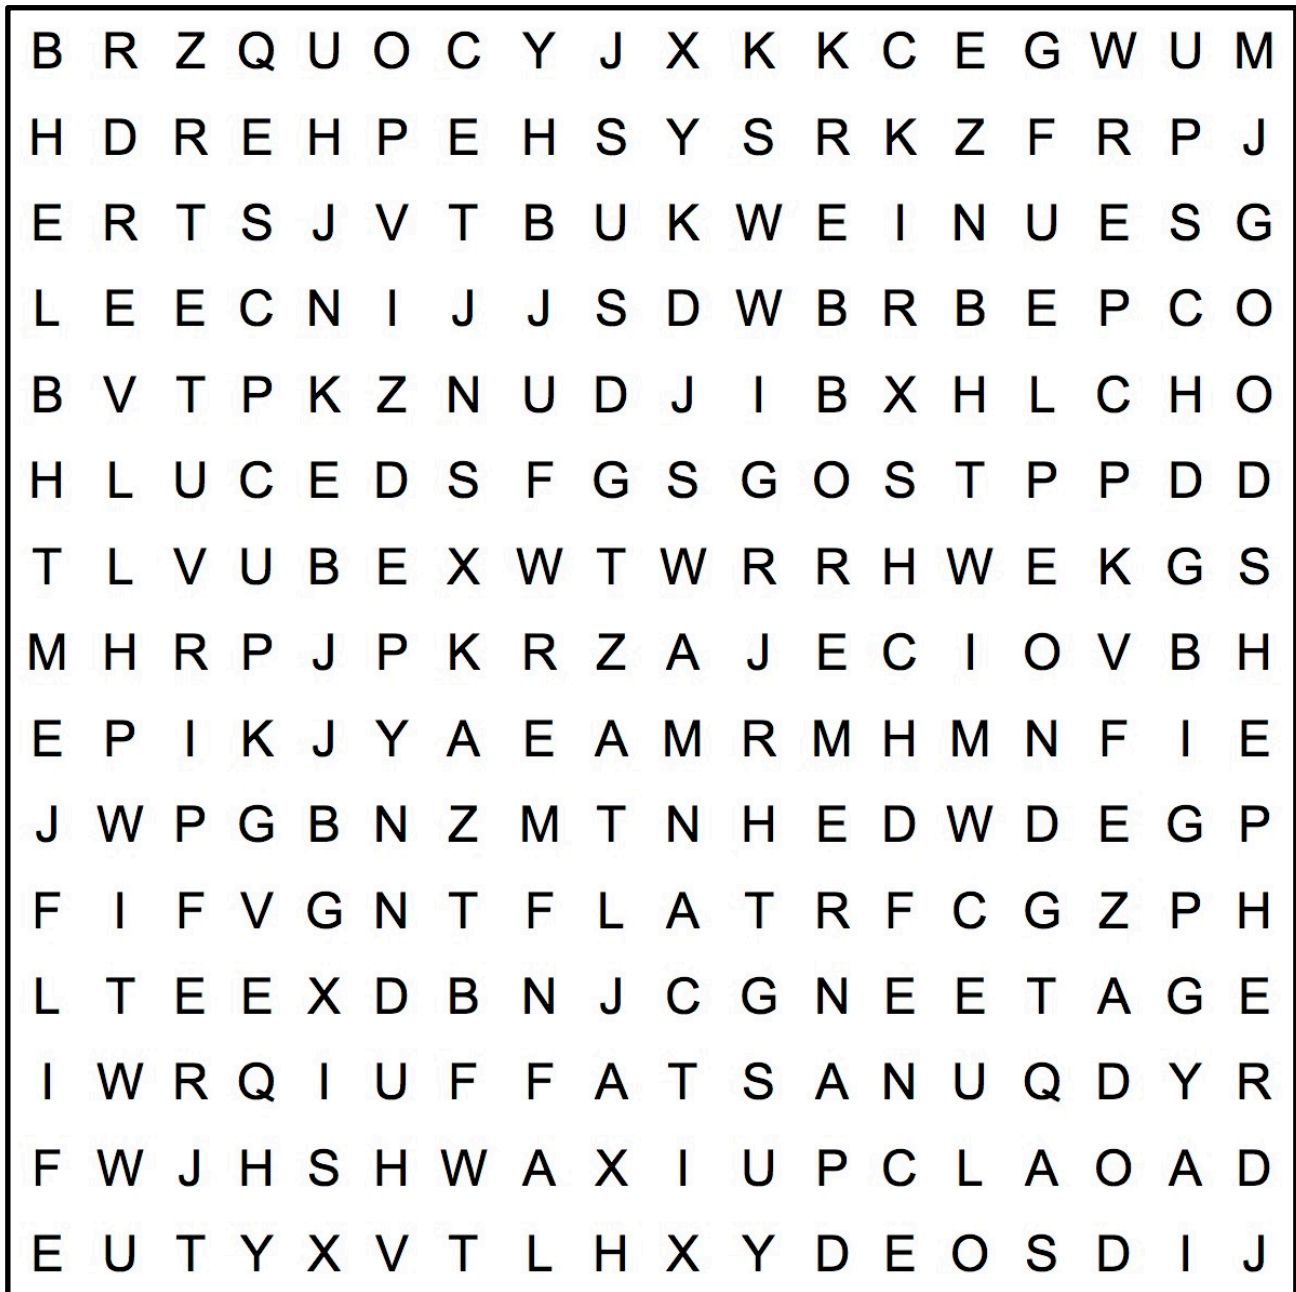 B R Z Q U O C Y J X K K C E G W U M
H D R E H P E H S Y S R K Z F R P J
E R T S J V T B U K W E I N U E S G
L E E C N I J J S D W B R B E P C O
B V T P K Z N U D J I B X H L C H O
H L U C E D S F G S G O S T P P D D
T L V U B E X W T W R R H W E K G S
M H R P J P K R Z A J E C I O V B H
E P I K J Y A E A M R M H M N F I E
J W P G B N Z M T N H E D W D E G P
F I F V G N T F L A T R F C G Z P H
L T E E X D B N J C G N E E T A G E
I W R Q I U F F A T S A N U Q D Y R
F W J H S H W A X I U P C L A O A D
E U T Y X V T L H X Y D E O S D I J